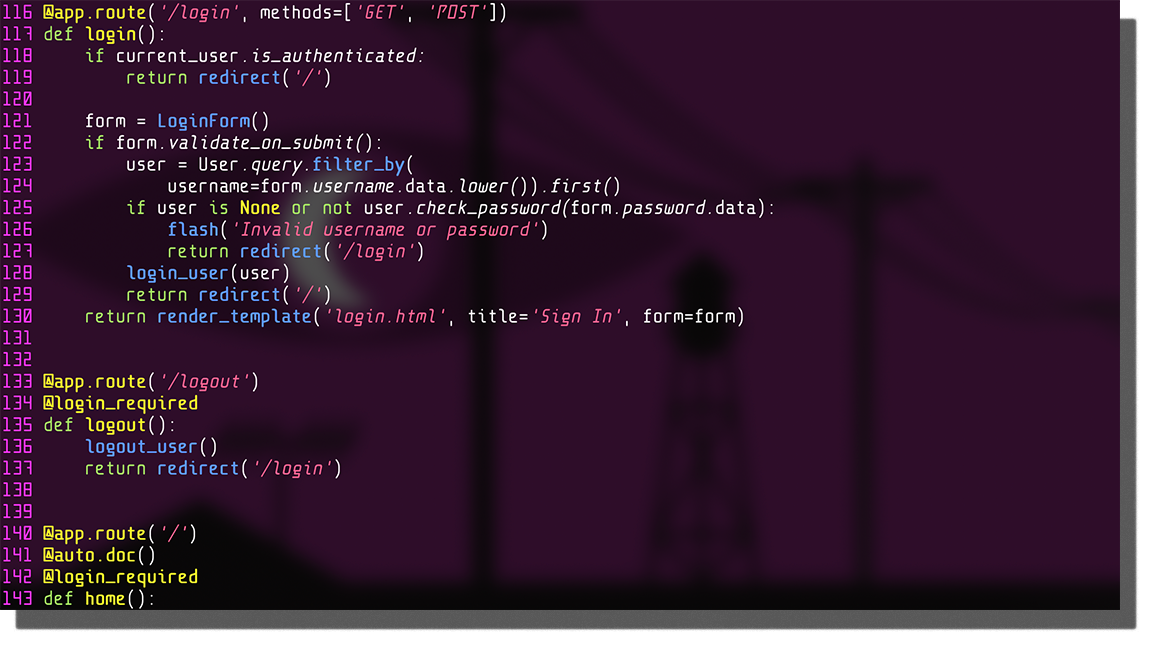 116 @app.route('/login', methods=['GET', 'POST'])
117 def login():
118     if current_user.is_authenticated:
119         return redirect('/')
120
121     form = LoginForm()
122     if form.validate_on_submit():
123         user = User.query.filter_by(
124             username=form.username.data.lower()).first()
125         if user is None or not user.check_password(form.password.data):
126             flash('Invalid username or password')
127             return redirect('/login')
128         login_user(user)
129         return redirect('/')
130     return render_template('login.html', title='Sign In', form=form)
131
132
133 @app.route('/logout')
134 @login_required
135 def logout():
136     logout_user()
137     return redirect('/login')
138
139
140 @app.route('/')
141 @auto.doc()
142 @login_required
143 def home():